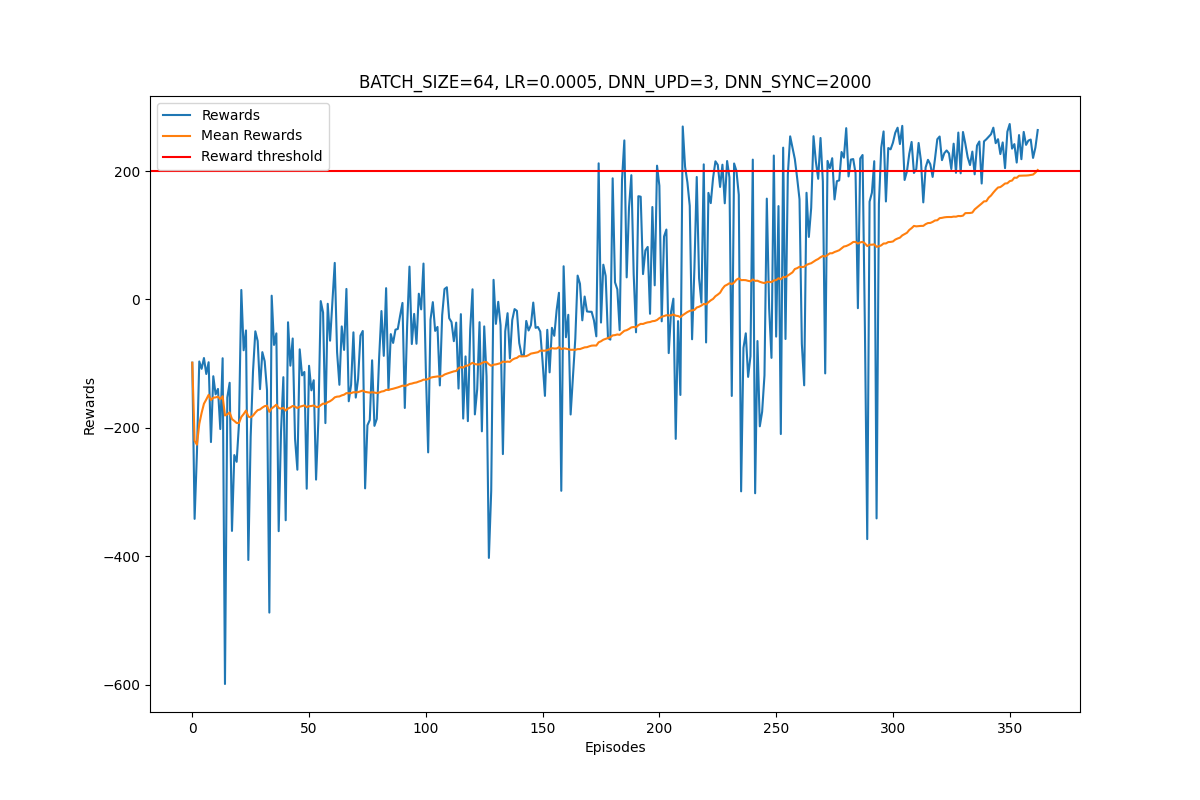 BATCH_SIZE=64, LR=0.0005, DNN_UPD=3, DNN_SYNC=2000
Rewards
Mean Rewards
Reward threshold
200
0
−200
−400
−600
Rewards
0 50 100 150 200 250 300 350
Episodes